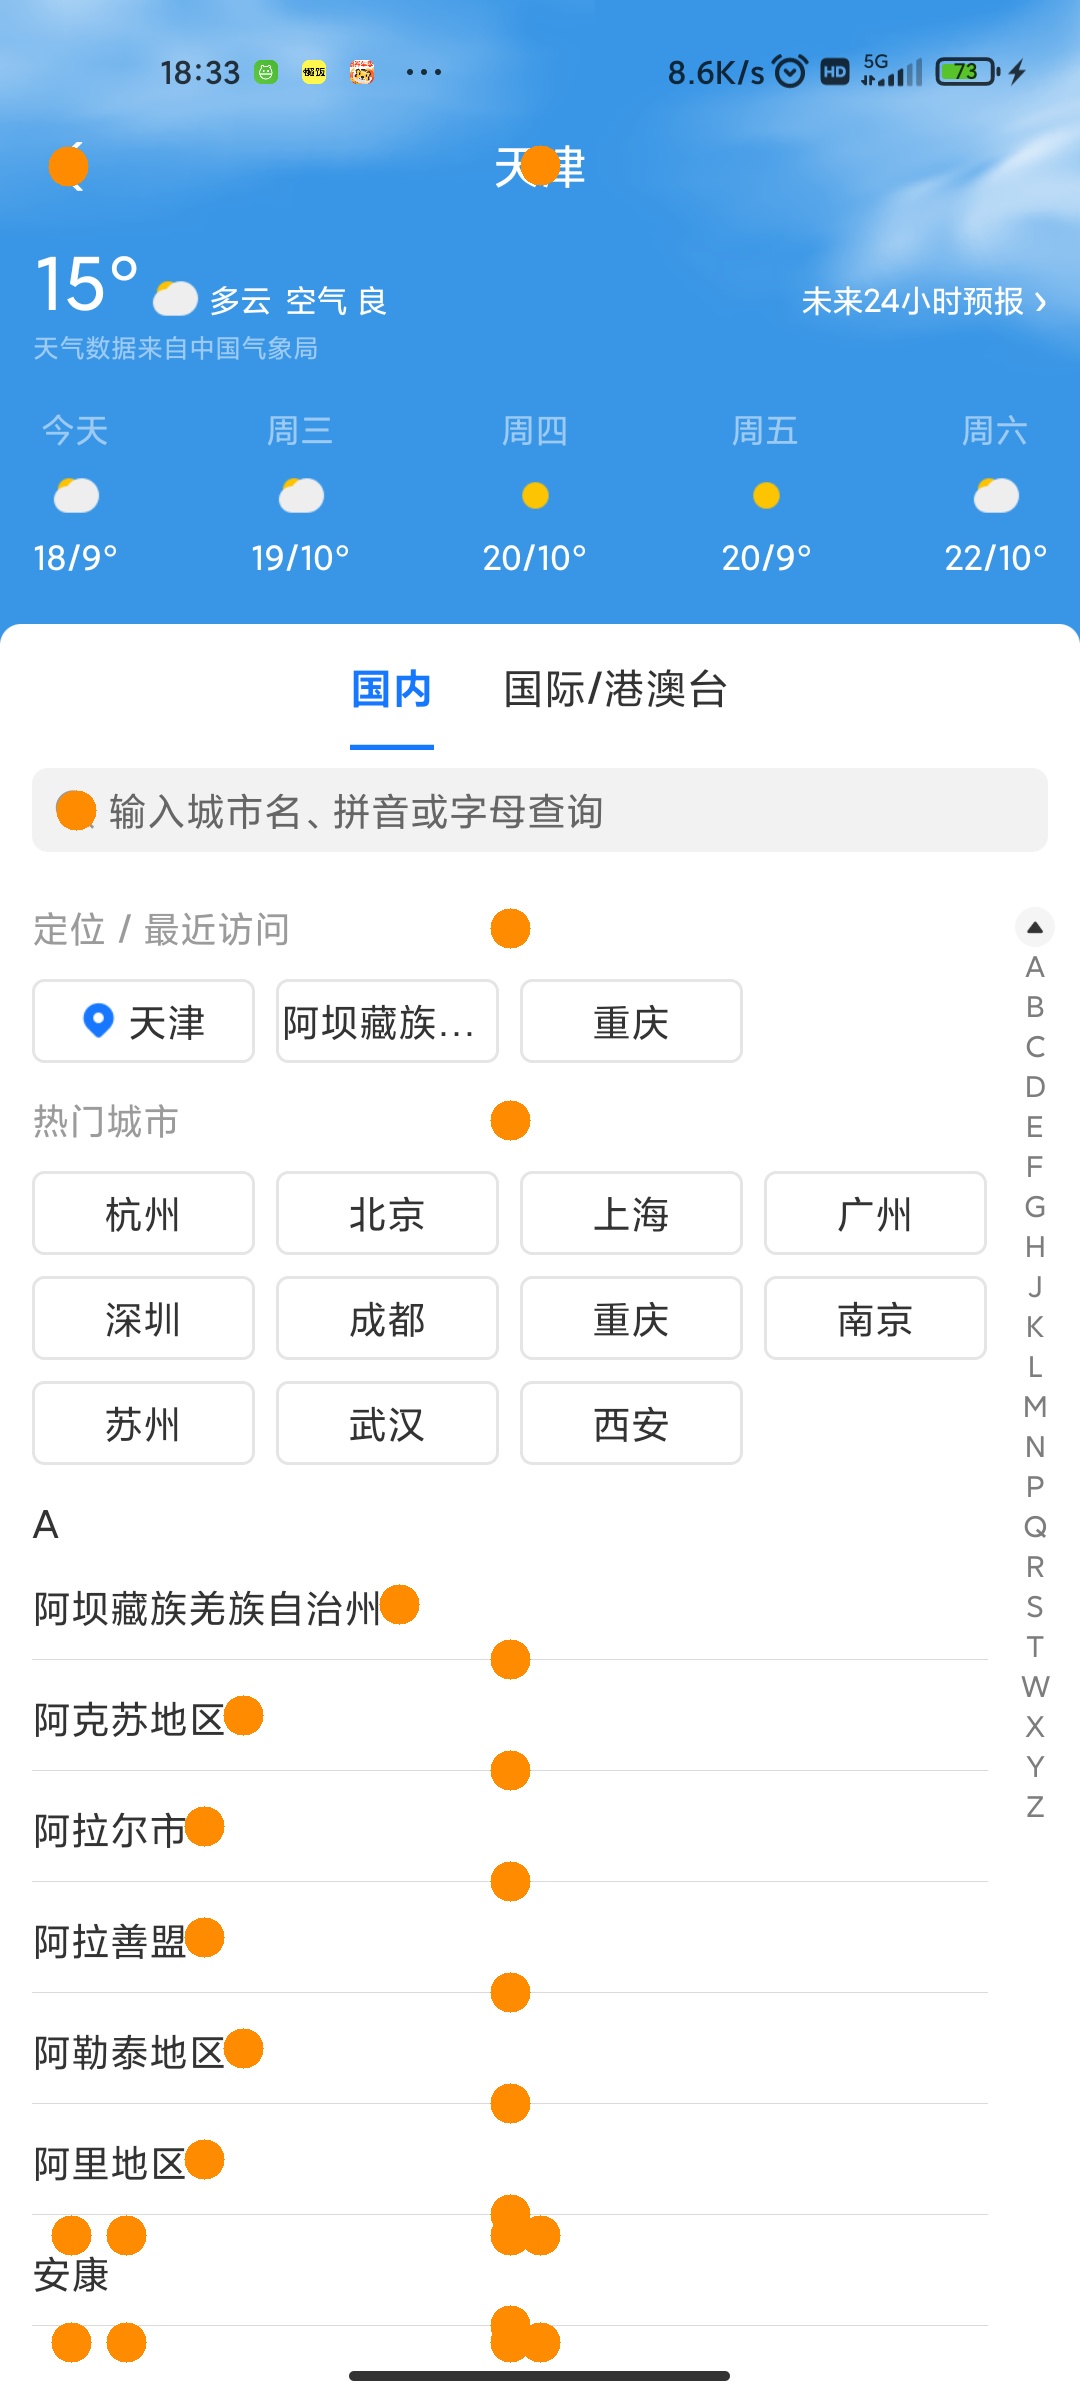 18:33 ... 8.6K/s HD 5G 73
天津
15° 多云 空气 良 未来24小时预报 ›
天气数据来自中国气象局
今天 周三 周四 周五 周六
18/9° 19/10° 20/10° 20/9° 22/10°
国内 国际/港澳台
输入城市名、拼音或字母查询
定位 / 最近访问
天津 阿坝藏族... 重庆
热门城市
杭州 北京 上海 广州
深圳 成都 重庆 南京
苏州 武汉 西安
A
阿坝藏族羌族自治州
阿克苏地区
阿拉尔市
阿拉善盟
阿勒泰地区
阿里地区
安康
A
B
C
D
E
F
G
H
J
K
L
M
N
P
Q
R
S
T
W
X
Y
Z